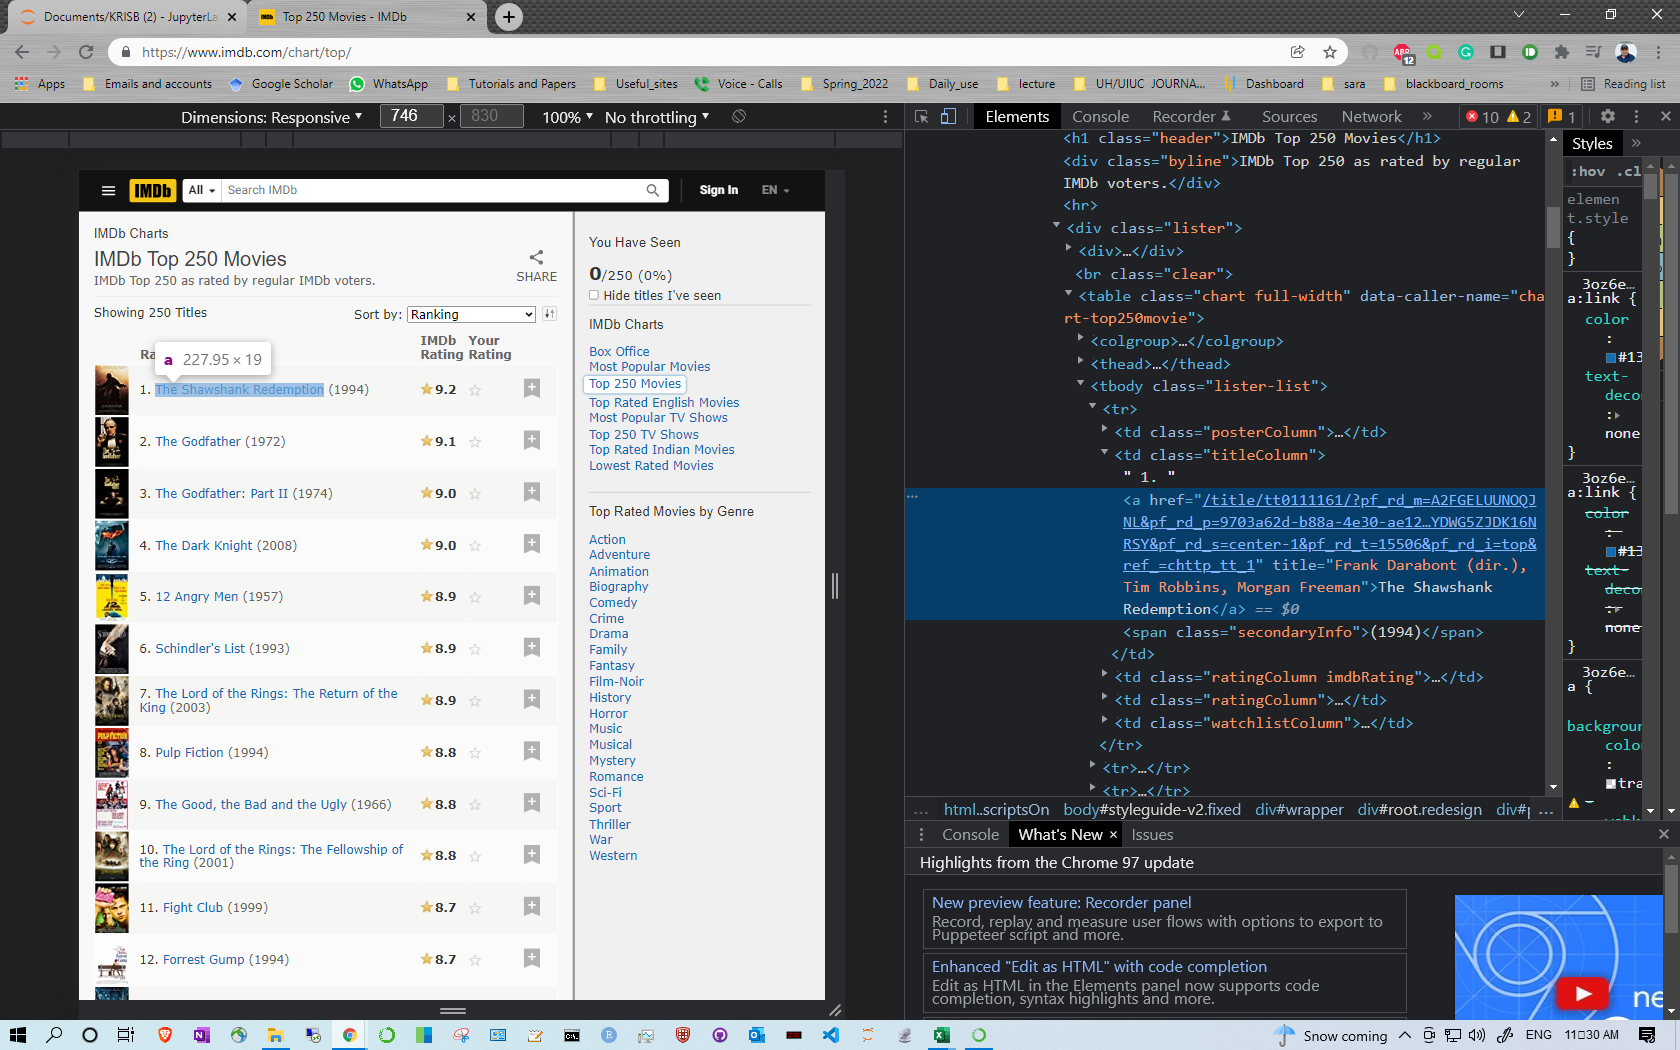 Documents/KRISB (2) - JupyterLa
Top 250 Movies - IMDb
https://www.imdb.com/chart/top/
12
Apps
Emails and accounts
Google Scholar
WhatsApp
Tutorials and Papers
Useful_sites
Voice - Calls
Spring_2022
Daily_use
lecture
UH/UIUC JOURNA...
Dashboard
sara
blackboard_rooms
»
Reading list
Dimensions: Responsive
746
×
830
100%
No throttling
IMDb
All
Search IMDb
Sign In
EN
IMDb Charts
IMDb Top 250 Movies
IMDb Top 250 as rated by regular IMDb voters.
SHARE
Showing 250 Titles
Sort by:
Ranking
IMDb Rating
Your Rating
a 227.95 × 19
1. The Shawshank Redemption (1994)
9.2
2. The Godfather (1972)
9.1
3. The Godfather: Part II (1974)
9.0
4. The Dark Knight (2008)
9.0
5. 12 Angry Men (1957)
8.9
6. Schindler's List (1993)
8.9
7. The Lord of the Rings: The Return of the
King (2003)
8.9
8. Pulp Fiction (1994)
8.8
9. The Good, the Bad and the Ugly (1966)
8.8
10. The Lord of the Rings: The Fellowship of
the Ring (2001)
8.8
11. Fight Club (1999)
8.7
12. Forrest Gump (1994)
8.7
You Have Seen
0/250 (0%)
Hide titles I've seen
IMDb Charts
Box Office
Most Popular Movies
Top 250 Movies
Top Rated English Movies
Most Popular TV Shows
Top 250 TV Shows
Top Rated Indian Movies
Lowest Rated Movies
Top Rated Movies by Genre
Action
Adventure
Animation
Biography
Comedy
Crime
Drama
Family
Fantasy
Film-Noir
History
Horror
Music
Musical
Mystery
Romance
Sci-Fi
Sport
Thriller
War
Western
Elements
Console
Recorder
Sources
Network
»
10
2
1
<h1 class="header">IMDb Top 250 Movies</h1>
<div class="byline">IMDb Top 250 as rated by regular
IMDb voters.</div>
<hr>
<div class="lister">
<div>…</div>
<br class="clear">
<table class="chart full-width" data-caller-name="cha
rt-top250movie">
<colgroup>…</colgroup>
<thead>…</thead>
<tbody class="lister-list">
<tr>
<td class="posterColumn">…</td>
<td class="titleColumn">
" 1. "
<a href="/title/tt0111161/?pf_rd_m=A2FGELUUNOQJ
NL&pf_rd_p=9703a62d-b88a-4e30-ae12…YDWG5ZJDK16N
RSY&pf_rd_s=center-1&pf_rd_t=15506&pf_rd_i=top&
ref_=chttp_tt_1" title="Frank Darabont (dir.),
Tim Robbins, Morgan Freeman">The Shawshank
Redemption</a> == $0
<span class="secondaryInfo">(1994)</span>
</td>
<td class="ratingColumn imdbRating">…</td>
<td class="ratingColumn">…</td>
<td class="watchlistColumn">…</td>
</tr>
<tr>…</tr>
<tr>…</tr>
... html..scriptsOn body#styleguide-v2.fixed div#wrapper div#root.redesign div#p ...
Styles
»
:hov .cl
elemen
t.style
{
}
3oz6e…
a:link {
color
:
#13
text-
deco
:
none
}
3oz6e…
a:link {
color
:
#13
text-
deco
:
none
}
3oz6e…
a {
backgroun
colo
:
tra
Console
What's New
Issues
Highlights from the Chrome 97 update
New preview feature: Recorder panel
Record, replay and measure user flows with options to export to
Puppeteer script and more.
Enhanced "Edit as HTML" with code completion
Edit as HTML in the Elements panel now supports code
completion, syntax highlights and more.
ne
Snow coming
ENG
11:30 AM